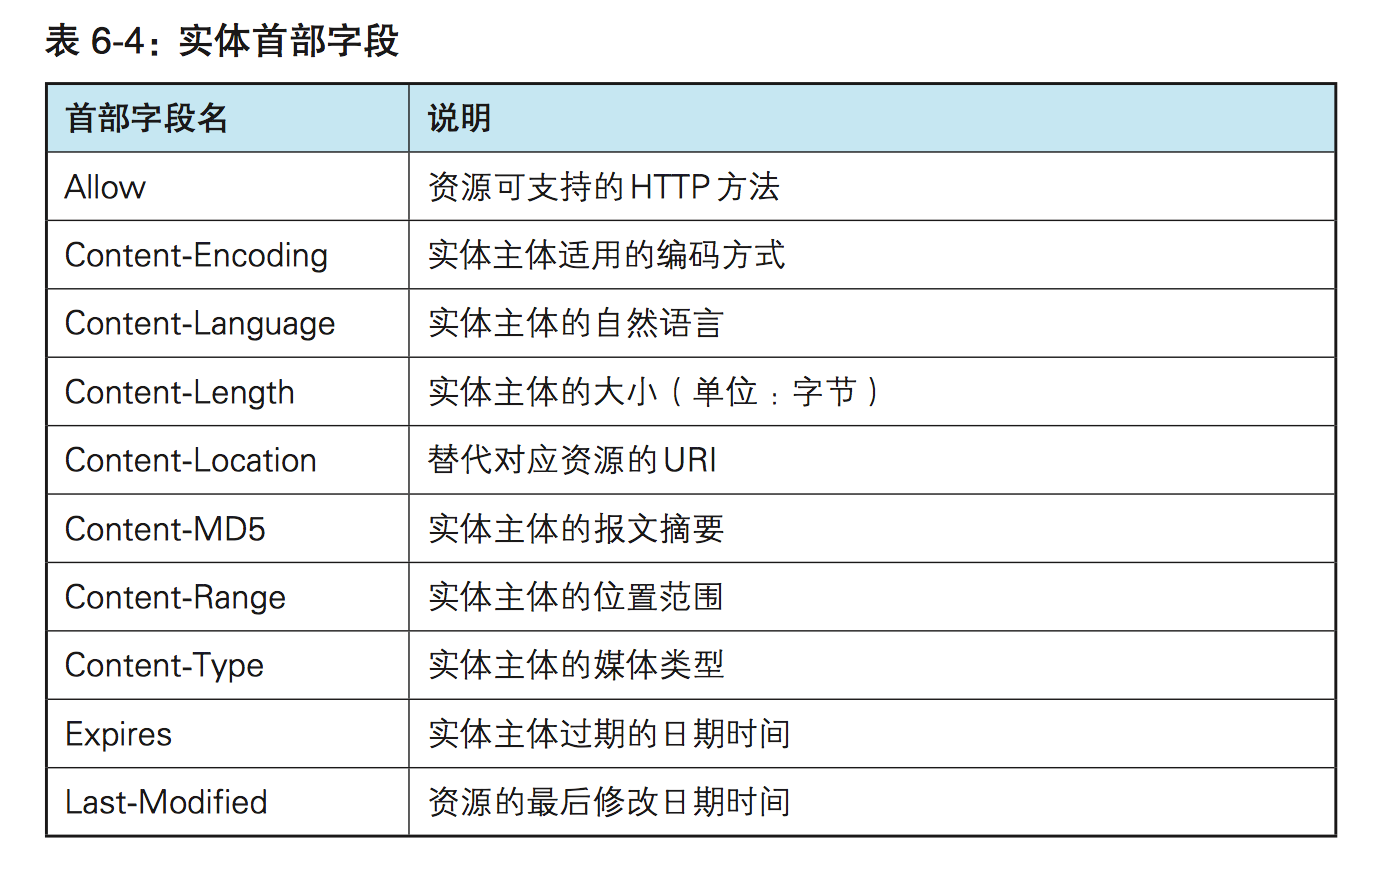 表 6-4：实体首部字段
首部字段名 说明
Allow 资源可支持的HTTP方法
Content-Encoding 实体主体适用的编码方式
Content-Language 实体主体的自然语言
Content-Length 实体主体的大小（单位：字节）
Content-Location 替代对应资源的URI
Content-MD5 实体主体的报文摘要
Content-Range 实体主体的位置范围
Content-Type 实体主体的媒体类型
Expires 实体主体过期的日期时间
Last-Modified 资源的最后修改日期时间